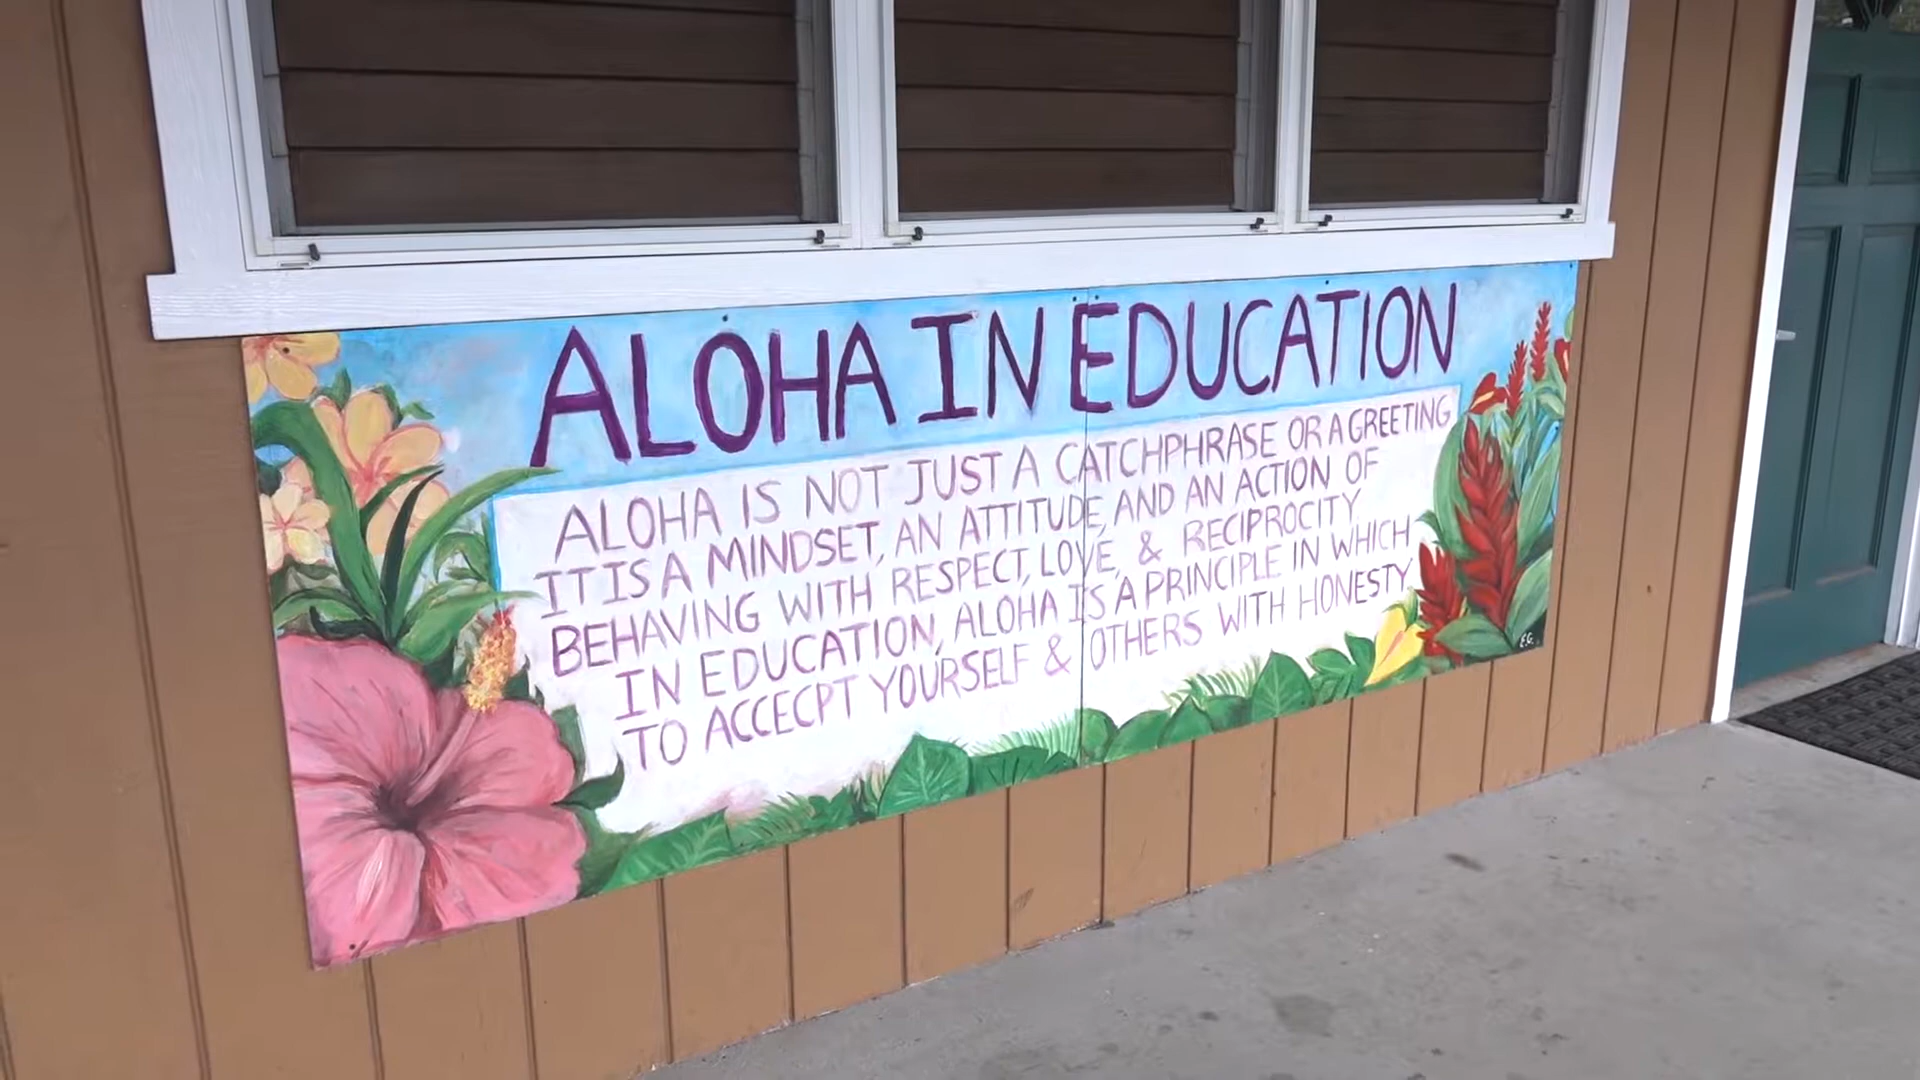 ALOHA IN EDUCATION
ALOHA IS NOT JUST A CATCHPHRASE OR A GREETING
IT IS A MINDSET, AN ATTITUDE, AND AN ACTION OF
BEHAVING WITH RESPECT, LOVE, & RECIPROCITY
IN EDUCATION, ALOHA IS A PRINCIPLE IN WHICH
TO ACCECPT YOURSELF & OTHERS WITH HONESTY.
E.G.